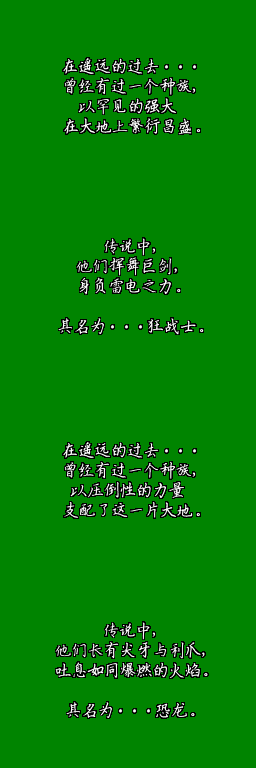 在遥远的过去···
曾经有过一个种族,
以罕见的强大
在大地上繁衍昌盛。
传说中,
他们挥舞巨剑,
身负雷电之力。
其名为···狂战士。
在遥远的过去···
曾经有过一个种族,
以压倒性的力量
支配了这一片大地。
传说中,
他们长有尖牙与利爪,
吐息如同爆燃的火焰。
其名为···恐龙。